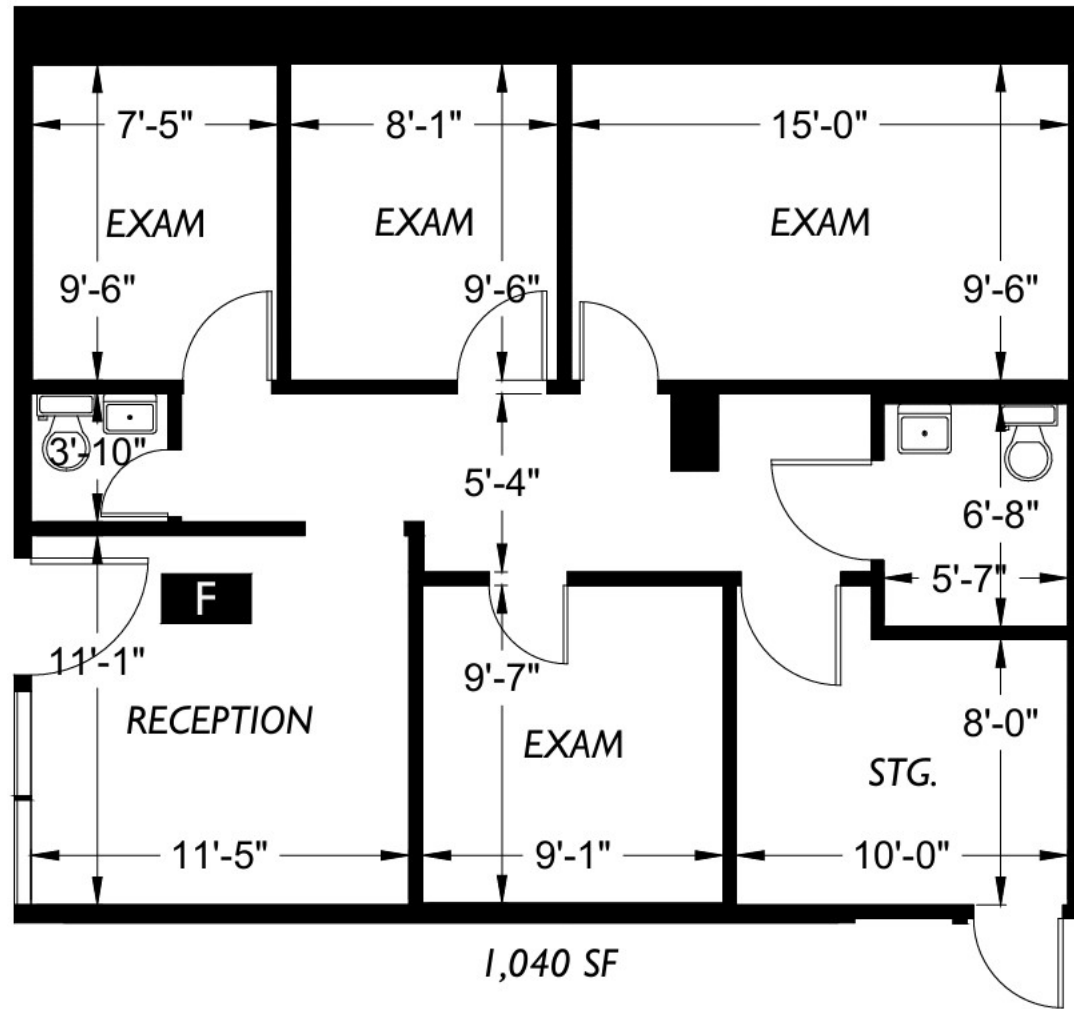 7'-5"
8'-1"
15'-0"
EXAM
EXAM
EXAM
9'-6"
9'-6"
9'-6"
3'-10"
5'-4"
6'-8"
5'-7"
F
11'-1"
9'-7"
RECEPTION
EXAM
8'-0"
STG.
11'-5"
9'-1"
10'-0"
1,040 SF